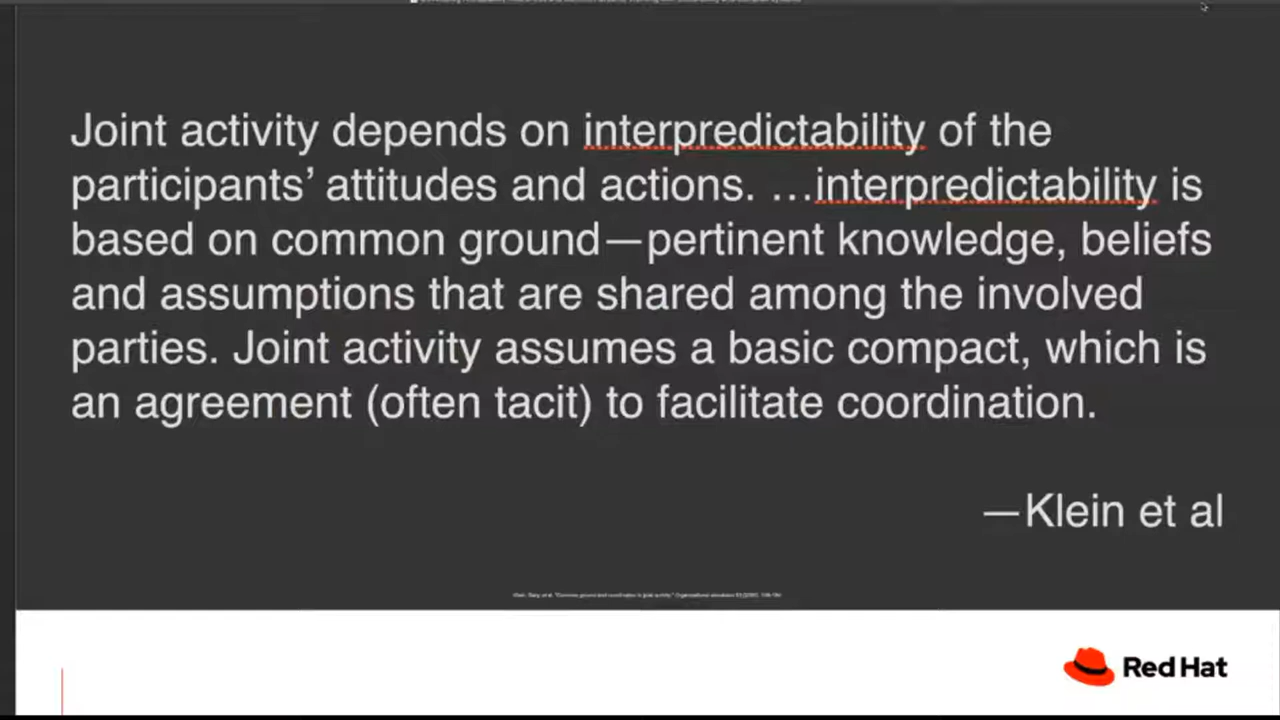 Joint activity depends on interpredictability of the
participants’ attitudes and actions. …interpredictability is
based on common ground—pertinent knowledge, beliefs
and assumptions that are shared among the involved
parties. Joint activity assumes a basic compact, which is
an agreement (often tacit) to facilitate coordination.
—Klein et al
Red Hat